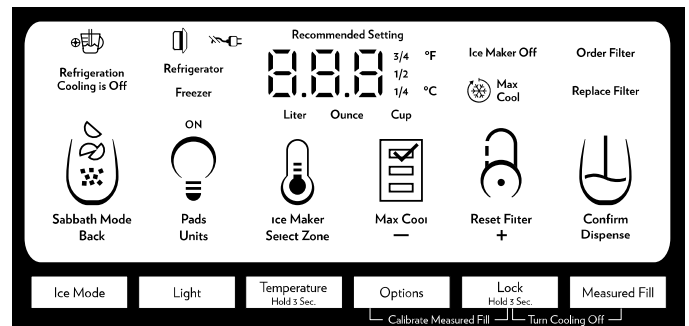 Recommended Setting
Refrigeration
Cooling is Off
Refrigerator
Freezer
8.8.8
3/4 °F
1/2
1/4 °C
Liter Ounce Cup
Ice Maker Off
Max
Cool
Order Filter
Replace Filter
ON
Sabbath Mode
Back
Pads
Units
Ice Maker
Select Zone
Max Cool
–
Reset Filter
+
Confirm
Dispense
Ice Mode
Light
Temperature
Hold 3 Sec.
Options
Lock
Hold 3 Sec.
Measured Fill
Calibrate Measured Fill
Turn Cooling Off